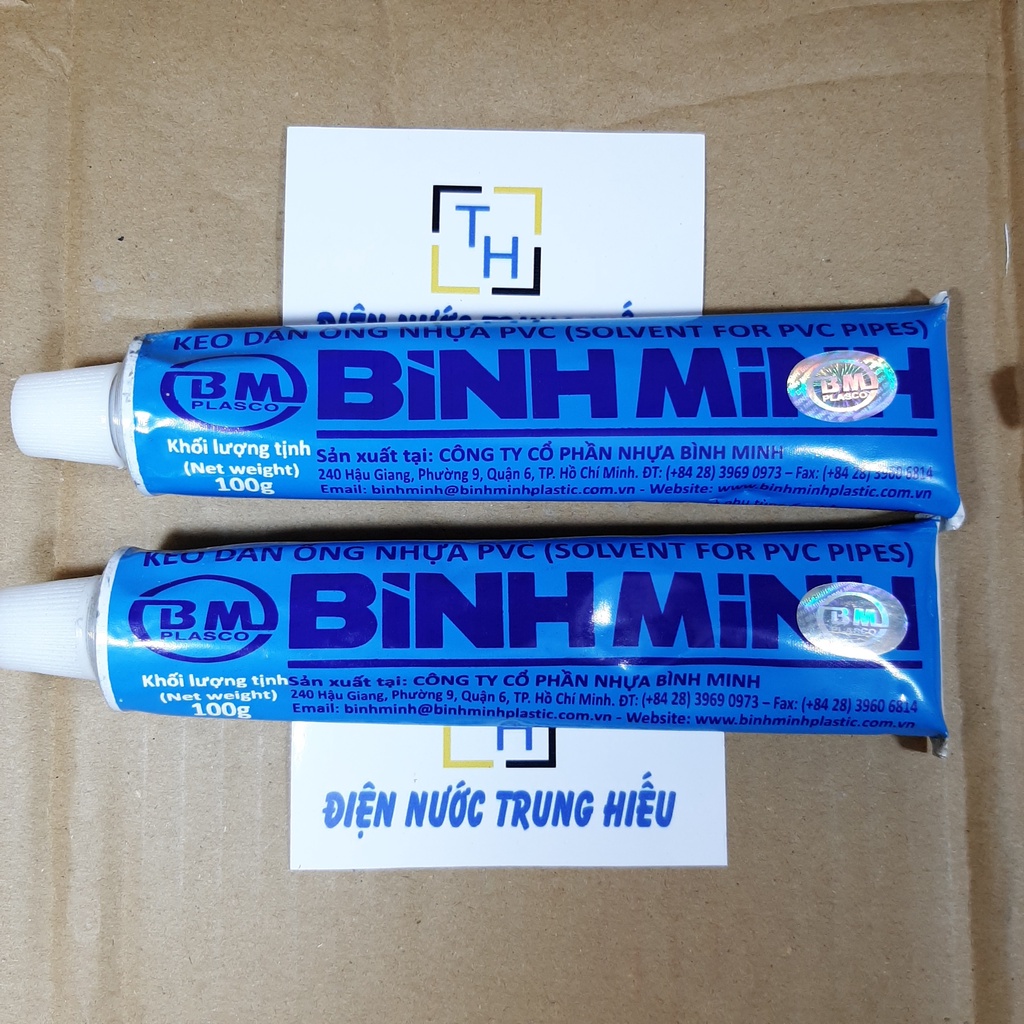 TH
ĐIỆN NƯỚC TRUNG HIẾU
KEO DÁN ỐNG NHỰA PVC (SOLVENT FOR PVC PIPES)
BM
PLASCO
BÌNH MINH
BM
PLASCO
Khối lượng tịnh
(Net weight)
100g
Sản xuất tại: CÔNG TY CỔ PHẦN NHỰA BÌNH MINH
240 Hậu Giang, Phường 9, Quận 6, TP. Hồ Chí Minh. ĐT: (+84 28) 3969 0973 – Fax: (+84 28) 3960 6814
Email: binhminh@binhminhplastic.com.vn - Website: www.binhminhplastic.com.vn
KEO DÁN ỐNG NHỰA PVC (SOLVENT FOR PVC PIPES)
BM
PLASCO
BÌNH MINH
BM
PLASCO
Khối lượng tịnh
(Net weight)
100g
Sản xuất tại: CÔNG TY CỔ PHẦN NHỰA BÌNH MINH
240 Hậu Giang, Phường 9, Quận 6, TP. Hồ Chí Minh. ĐT: (+84 28) 3969 0973 – Fax: (+84 28) 3960 6814
Email: binhminh@binhminhplastic.com.vn - Website: www.binhminhplastic.com.vn
H
ĐIỆN NƯỚC TRUNG HIẾU